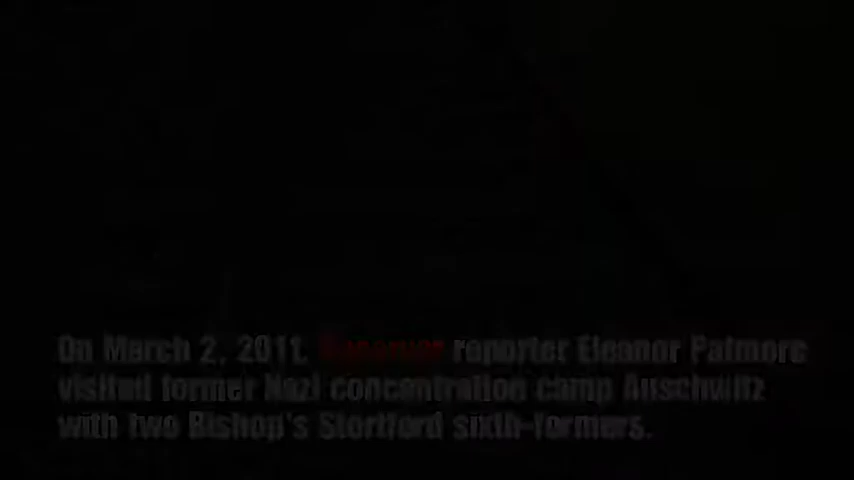 On March 2, 2011, Observer reporter Eleanor Patmore
visited former Nazi concentration camp Auschwitz
with two Bishop's Stortford sixth-formers.